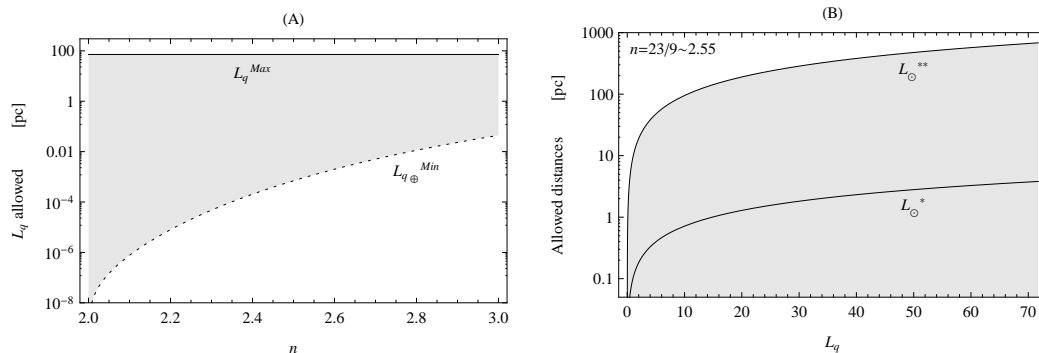 (A)
100
1
0.01
10⁻⁴
10⁻⁶
10⁻⁸
L_q allowed [pc]
L_q^Max
L_q⊕^Min
2.0 2.2 2.4 2.6 2.8 3.0
n
(B)
n=23/9~2.55
1000
100
10
1
0.1
Allowed distances [pc]
L_⊙^**
L_⊙^*
0 10 20 30 40 50 60 70
L_q